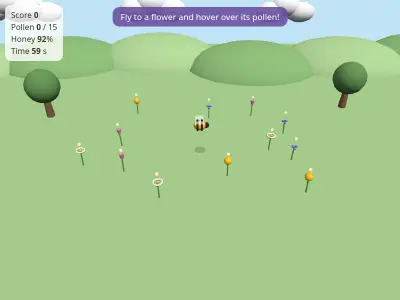 Score 0
Pollen 0 / 15
Honey 92%
Time 59 s
Fly to a flower and hover over its pollen!